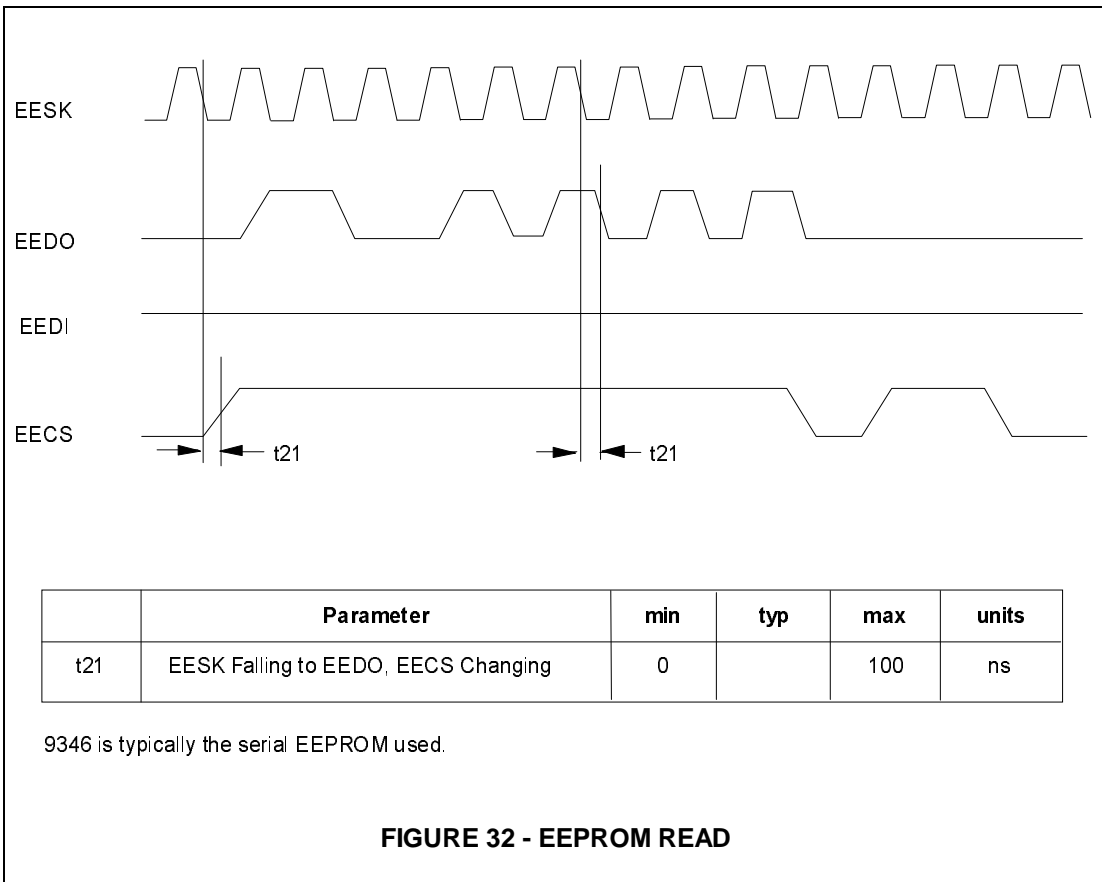 EESK
EEDO
EEDI
EECS
t21 t21
Parameter min typ max units
t21 EESK Falling to EEDO, EECS Changing 0 100 ns
9346 is typically the serial EEPROM used.
FIGURE 32 - EEPROM READ